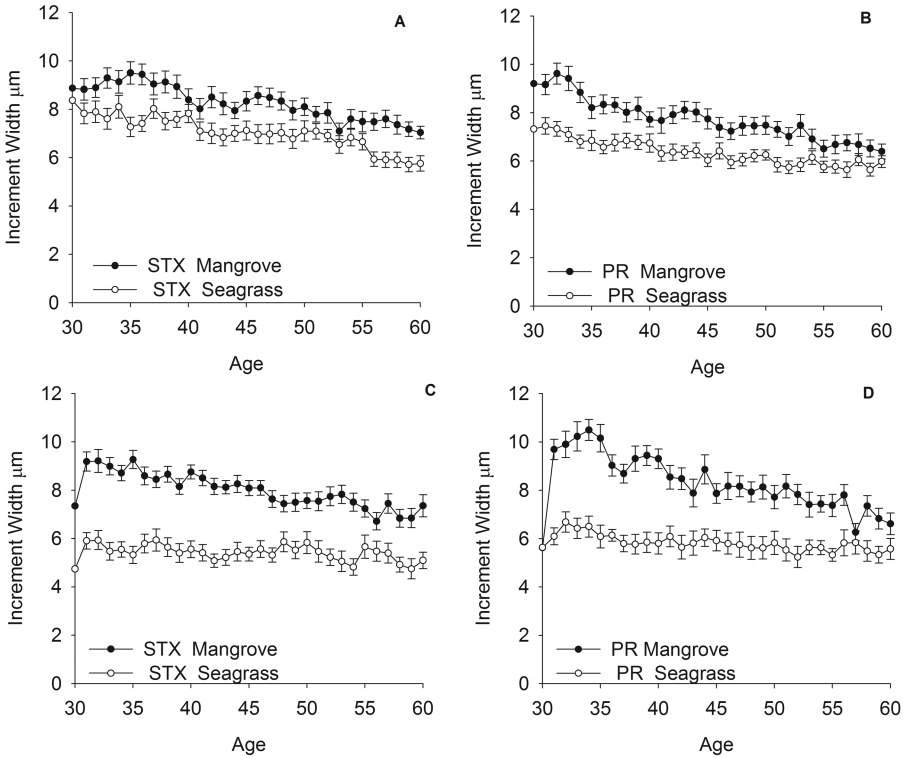 A
12
10
8
6
4
2
0
Increment Width μm
STX Mangrove
STX Seagrass
30 35 40 45 50 55 60
Age
B
12
10
8
6
4
2
0
Increment Width μm
PR Mangrove
PR Seagrass
30 35 40 45 50 55 60
Age
C
12
10
8
6
4
2
0
Increment Width μm
STX Mangrove
STX Seagrass
30 35 40 45 50 55 60
Age
D
12
10
8
6
4
2
0
Increment Width μm
PR Mangrove
PR Seagrass
30 35 40 45 50 55 60
Age